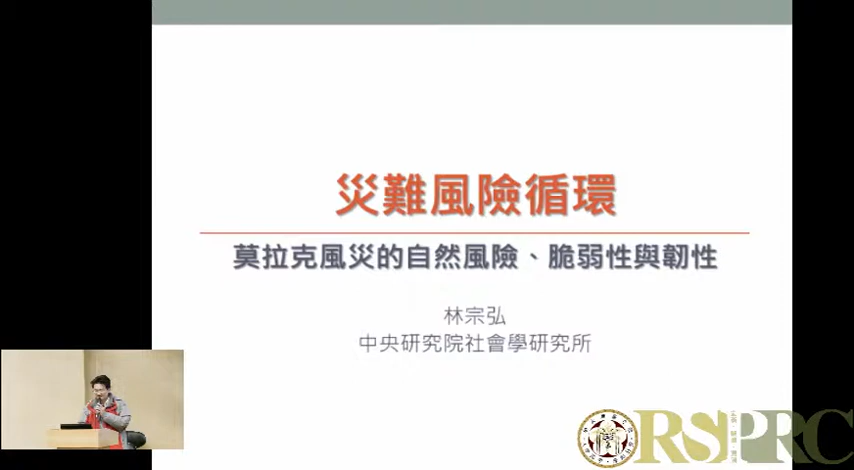 災難風險循環
莫拉克風災的自然風險、脆弱性與韌性
林宗弘
中央研究院社會學研究所
RSPRC